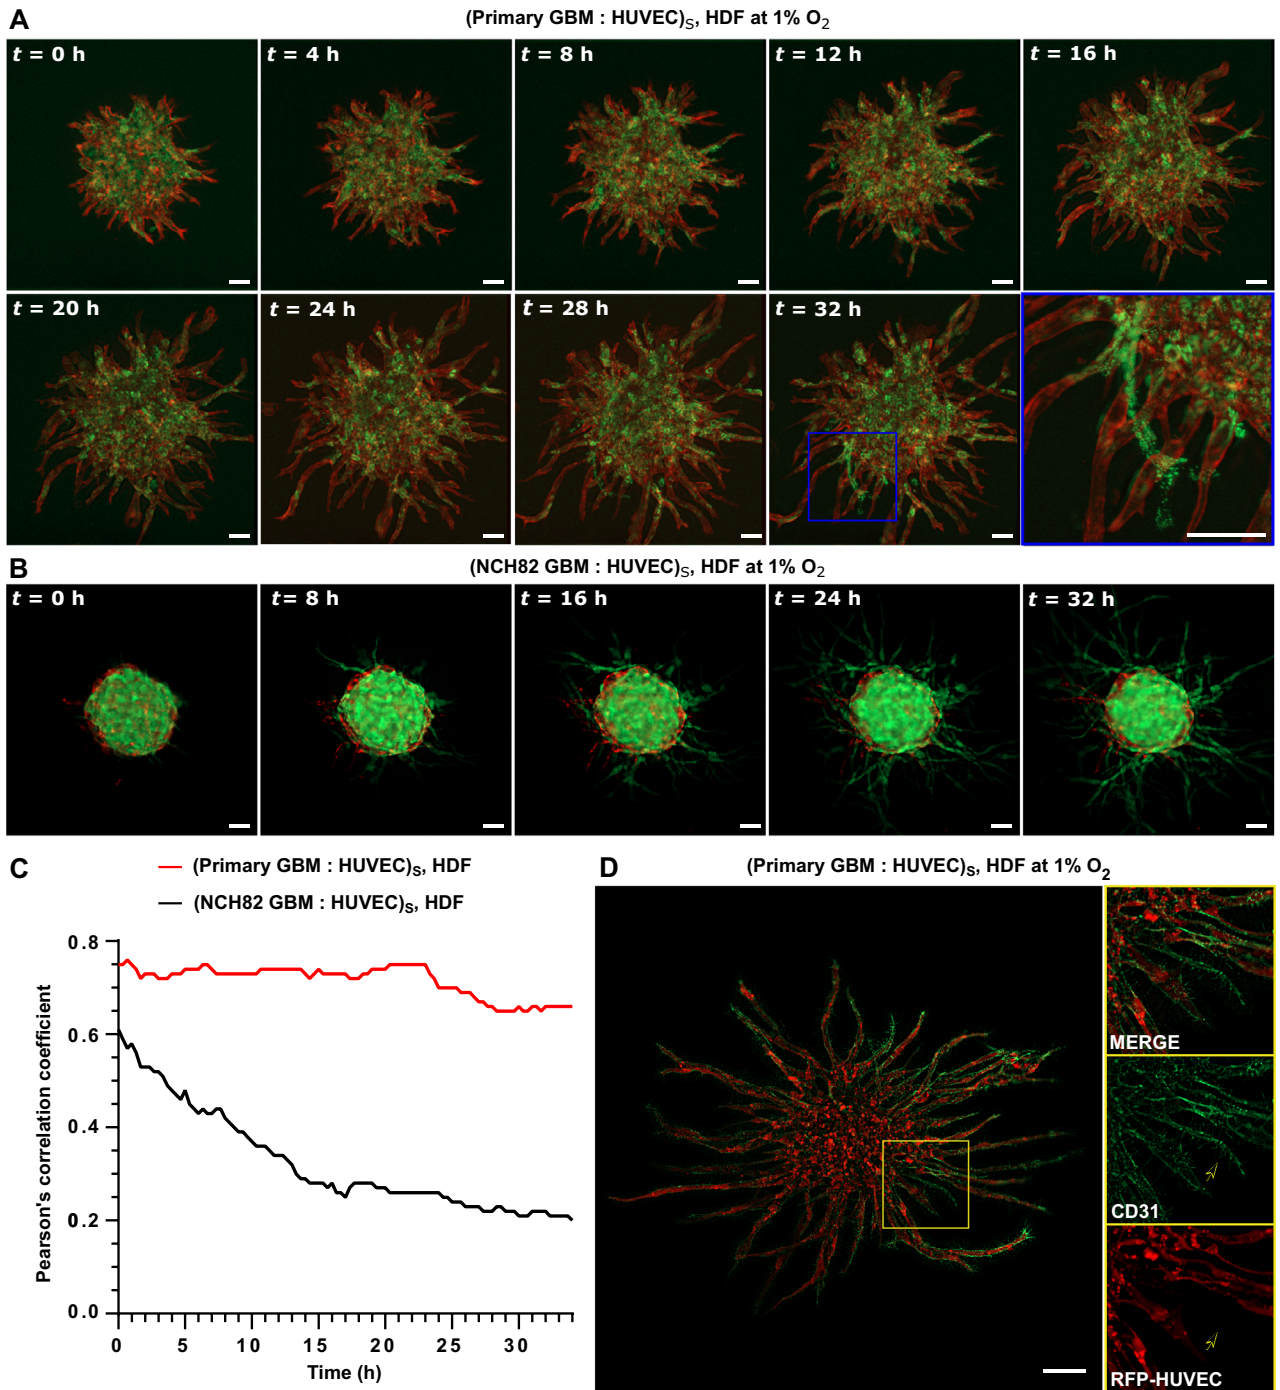 A
(Primary GBM : HUVEC)S, HDF at 1% O2
t = 0 h
t = 4 h
t = 8 h
t = 12 h
t = 16 h
t = 20 h
t = 24 h
t = 28 h
t = 32 h
B
(NCH82 GBM : HUVEC)S, HDF at 1% O2
t = 0 h
t = 8 h
t = 16 h
t = 24 h
t = 32 h
C
(Primary GBM : HUVEC)S, HDF
(NCH82 GBM : HUVEC)S, HDF
Pearson's correlation coefficient
0.8
0.6
0.4
0.2
0.0
0 5 10 15 20 25 30
Time (h)
D
(Primary GBM : HUVEC)S, HDF at 1% O2
MERGE
CD31
RFP-HUVEC